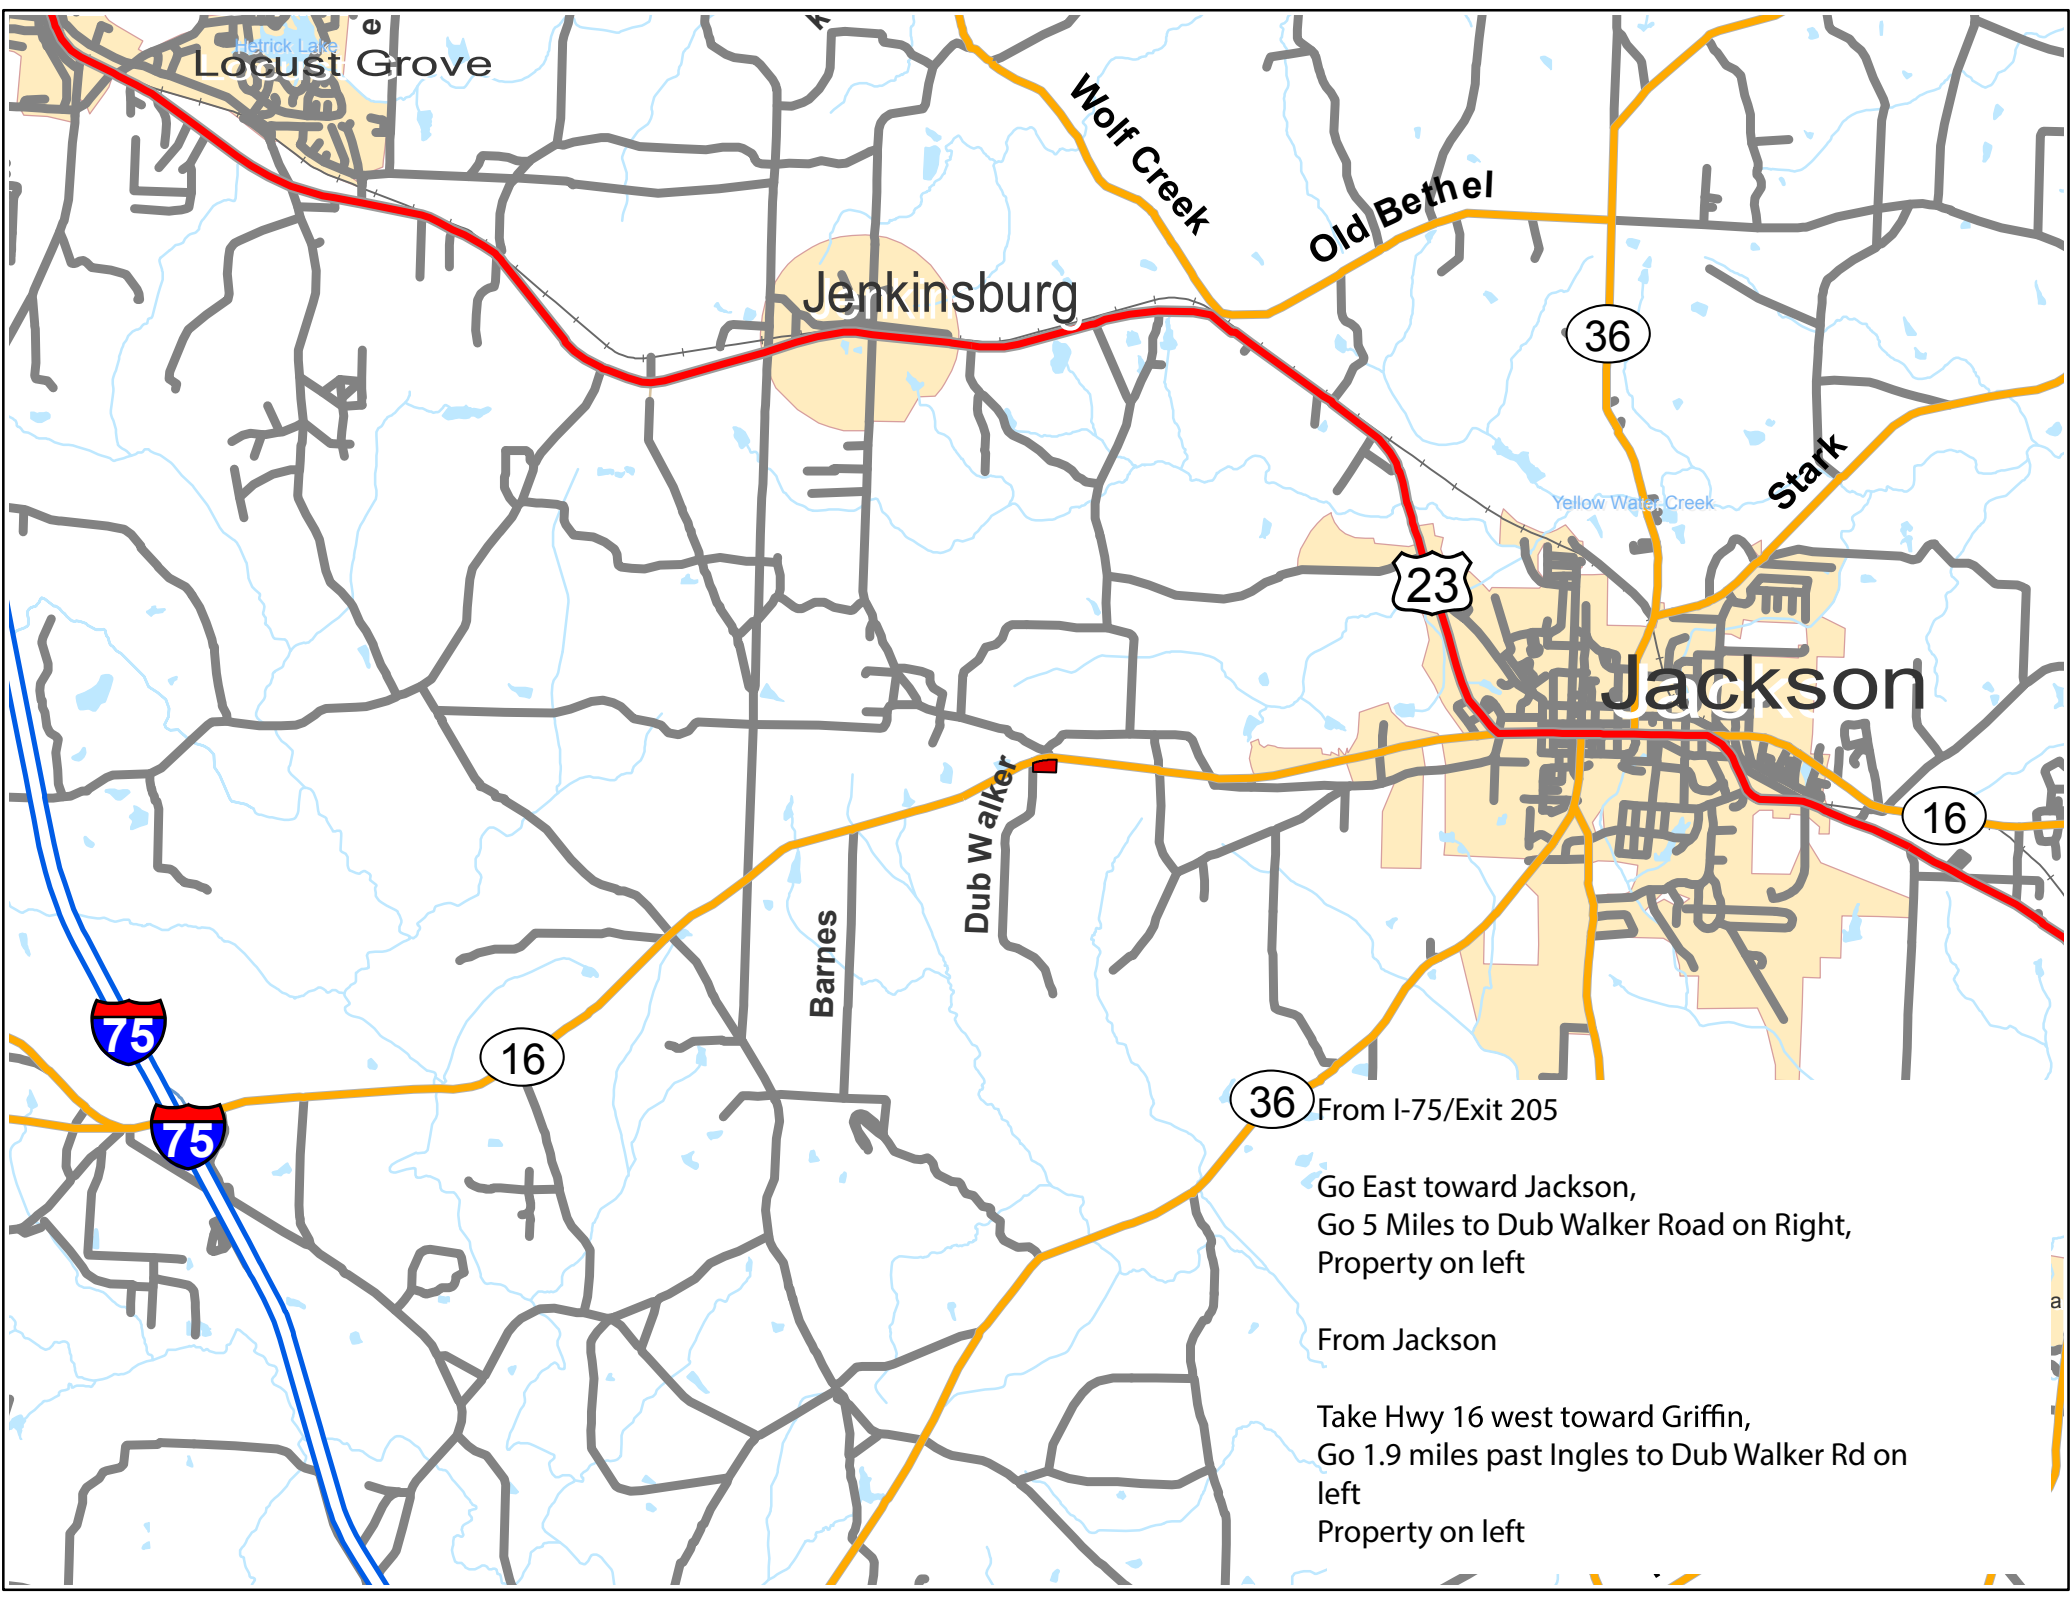 Hetrick Lake
Locust Grove
e
k
Wolf Creek
Old Bethel
Jenkinsburg
36
Stark
Yellow Water Creek
23
Jackson
Dub Walker
16
Barnes
75
16
75
36
From I-75/Exit 205
Go East toward Jackson,
Go 5 Miles to Dub Walker Road on Right,
Property on left
a
From Jackson
Take Hwy 16 west toward Griffin,
Go 1.9 miles past Ingles to Dub Walker Rd on
left
Property on left